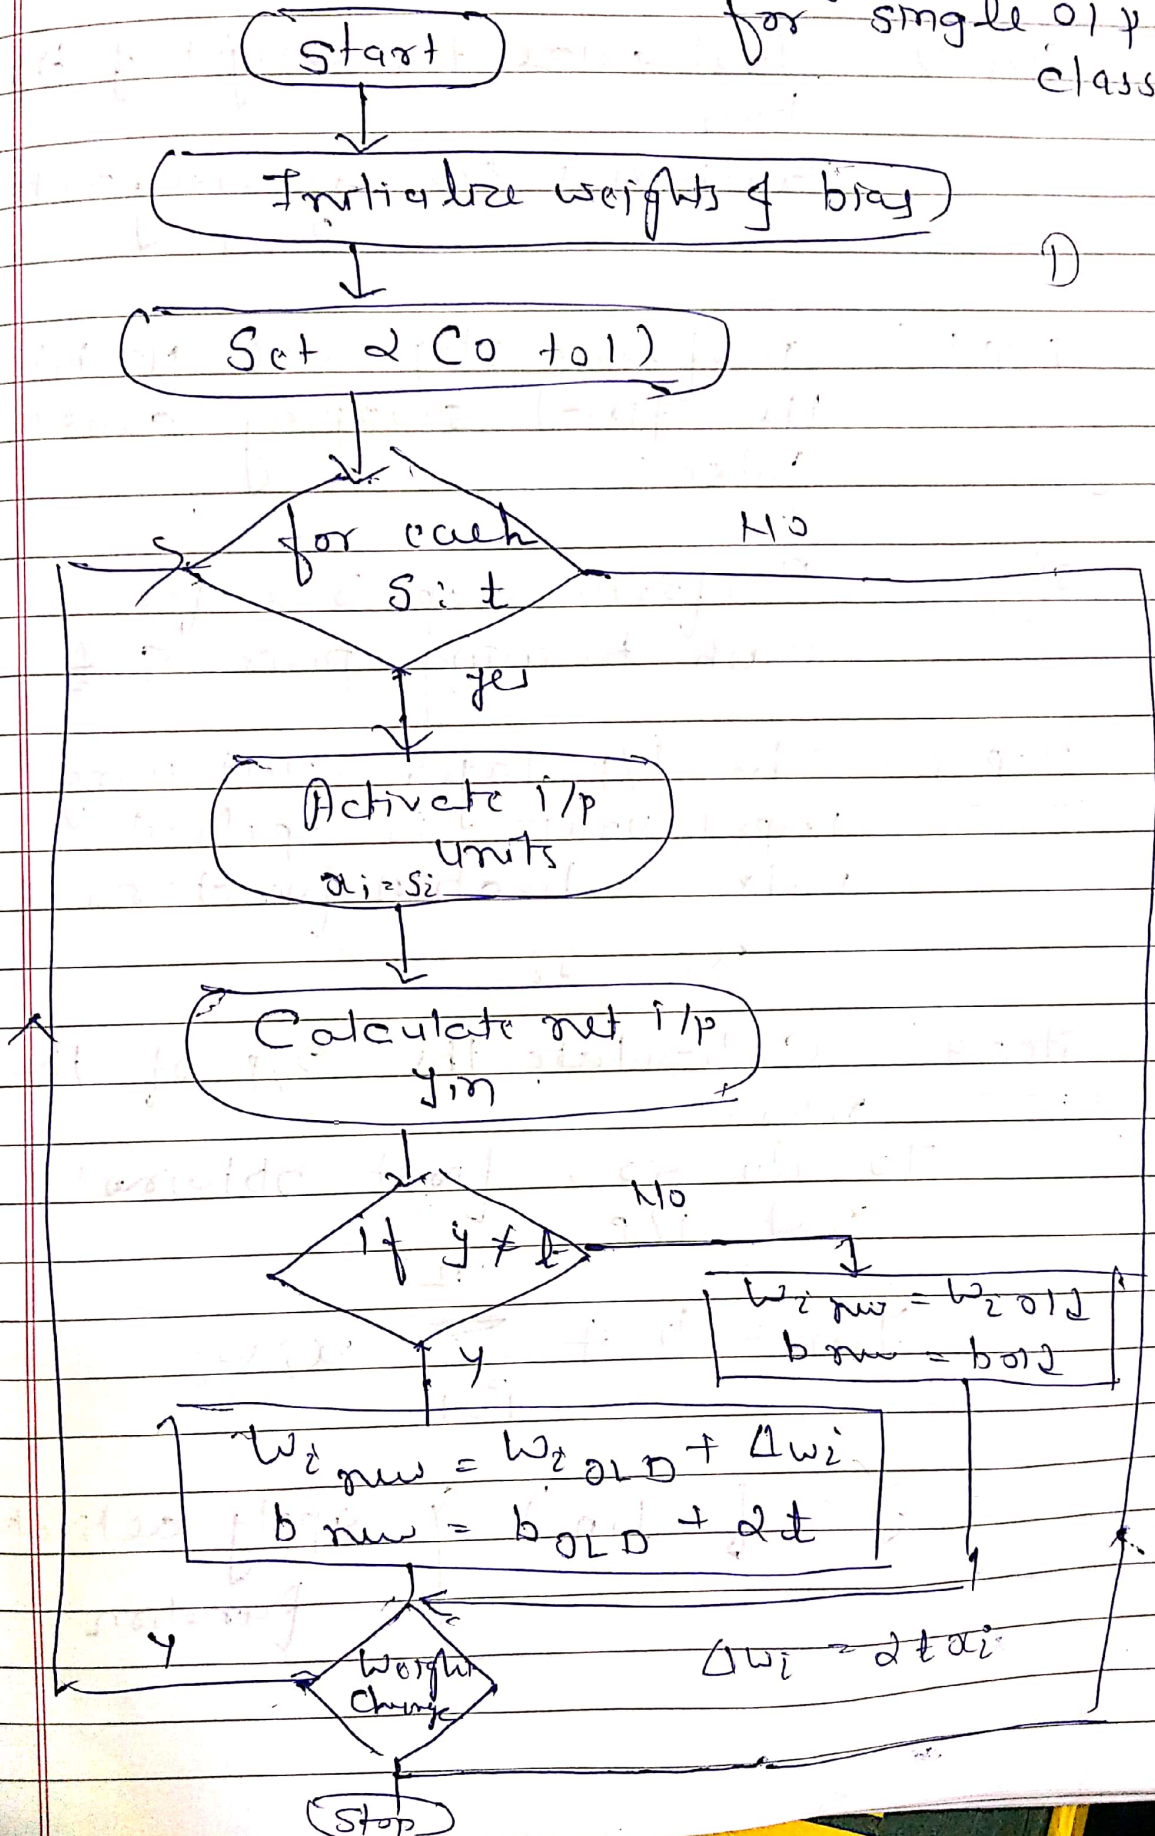 for single o/p
class
Start
Initialize weights & bias
①
Set α (0 to 1)
for each
s:t
NO
yes
Activate i/p
units
xi = si
Calculate net i/p
yin
if y ≠ t
NO
wi new = wi old
b new = bold
y
wi new = wi OLD + Δwi
b new = bOLD + αt
y
Weight
Change
Δwi = αtxi
Stop